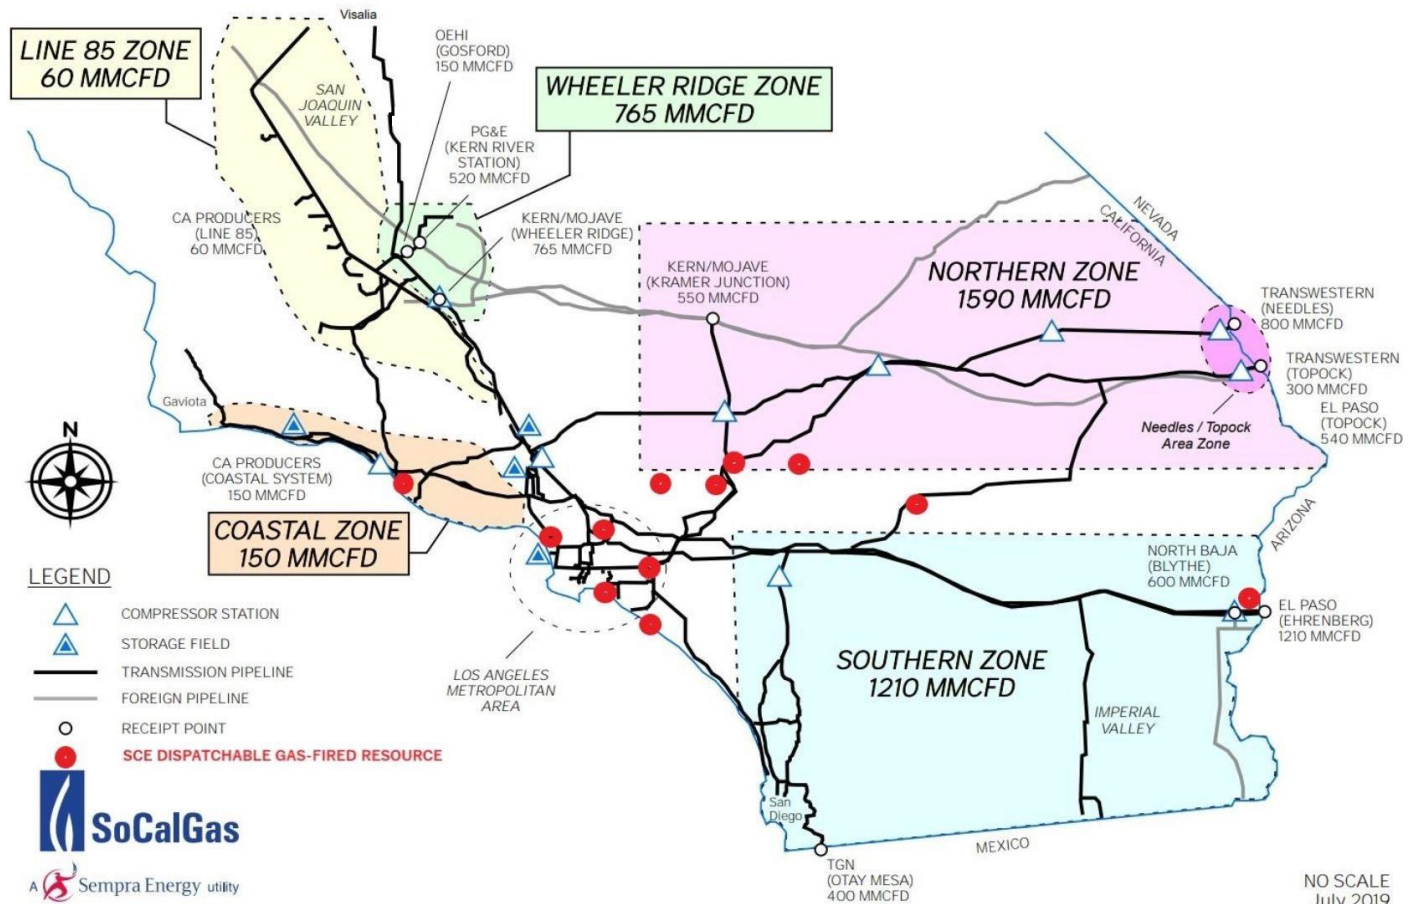 Visalia
LINE 85 ZONE
60 MMCFD
SAN
JOAQUIN
VALLEY
OEHI
(GOSFORD)
150 MMCFD
WHEELER RIDGE ZONE
765 MMCFD
PG&E
(KERN RIVER
STATION)
520 MMCFD
CA PRODUCERS
(LINE 85)
60 MMCFD
KERN/MOJAVE
(WHEELER RIDGE)
765 MMCFD
NEVADA
CALIFORNIA
KERN/MOJAVE
(KRAMER JUNCTION)
550 MMCFD
NORTHERN ZONE
1590 MMCFD
TRANSWESTERN
(NEEDLES)
800 MMCFD
TRANSWESTERN
(TOPOCK)
300 MMCFD
EL PASO
(TOPOCK)
540 MMCFD
Needles / Topock
Area Zone
Gaviota
N
CA PRODUCERS
(COASTAL SYSTEM)
150 MMCFD
COASTAL ZONE
150 MMCFD
ARIZONA
NORTH BAJA
(BLYTHE)
600 MMCFD
EL PASO
(EHRENBERG)
1210 MMCFD
LOS ANGELES
METROPOLITAN
AREA
SOUTHERN ZONE
1210 MMCFD
IMPERIAL
VALLEY
San
Diego
MEXICO
TGN
(OTAY MESA)
400 MMCFD
LEGEND
COMPRESSOR STATION
STORAGE FIELD
TRANSMISSION PIPELINE
FOREIGN PIPELINE
RECEIPT POINT
SCE DISPATCHABLE GAS-FIRED RESOURCE
SoCalGas
A Sempra Energy utility
NO SCALE
July 2019